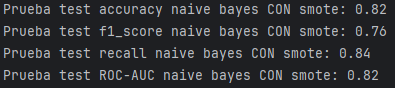 Prueba test accuracy naive bayes CON smote: 0.82
Prueba test f1_score naive bayes CON smote: 0.76
Prueba test recall naive bayes CON smote: 0.84
Prueba test ROC-AUC naive bayes CON smote: 0.82